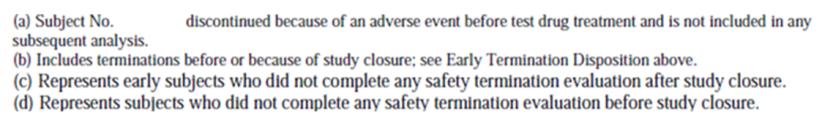 (a) Subject No. discontinued because of an adverse event before test drug treatment and is not included in any
subsequent analysis.
(b) Includes terminations before or because of study closure; see Early Termination Disposition above.
(c) Represents early subjects who did not complete any safety termination evaluation after study closure.
(d) Represents subjects who did not complete any safety termination evaluation before study closure.